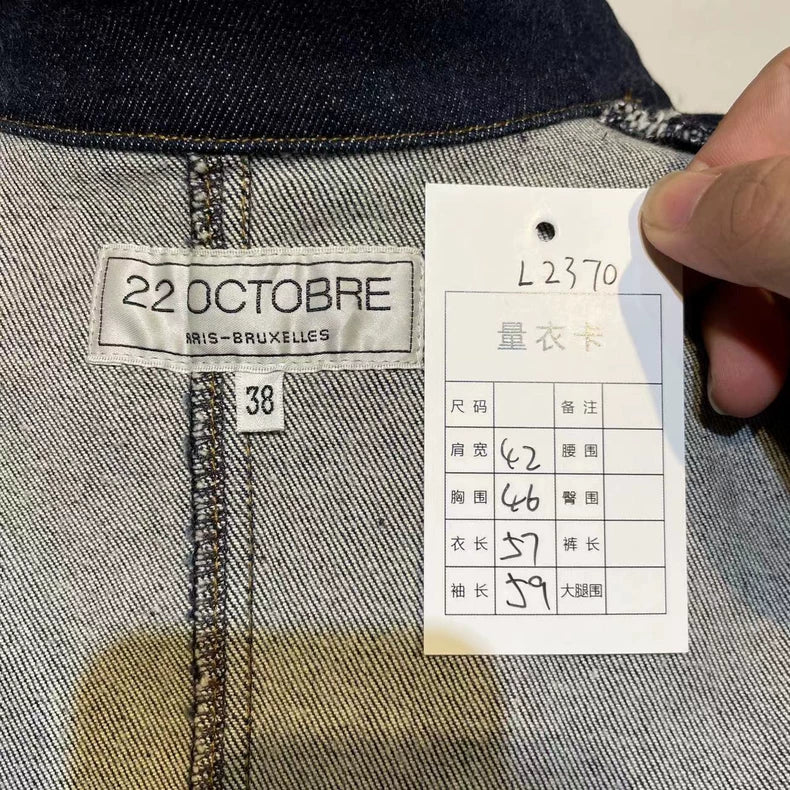 22 OCTOBRE
PARIS-BRUXELLES
38
L2370
量衣卡
尺码 备注
肩宽 42 腰围
胸围 46 臀围
衣长 57 裤长
袖长 59 大腿围